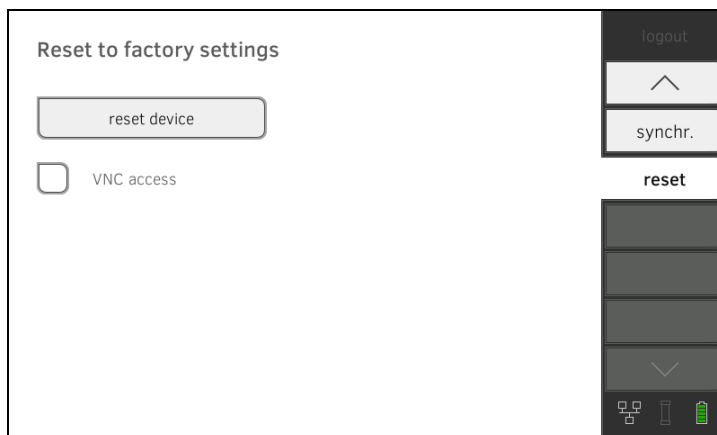 Reset to factory settings
reset device
VNC access
logout
synchr.
reset